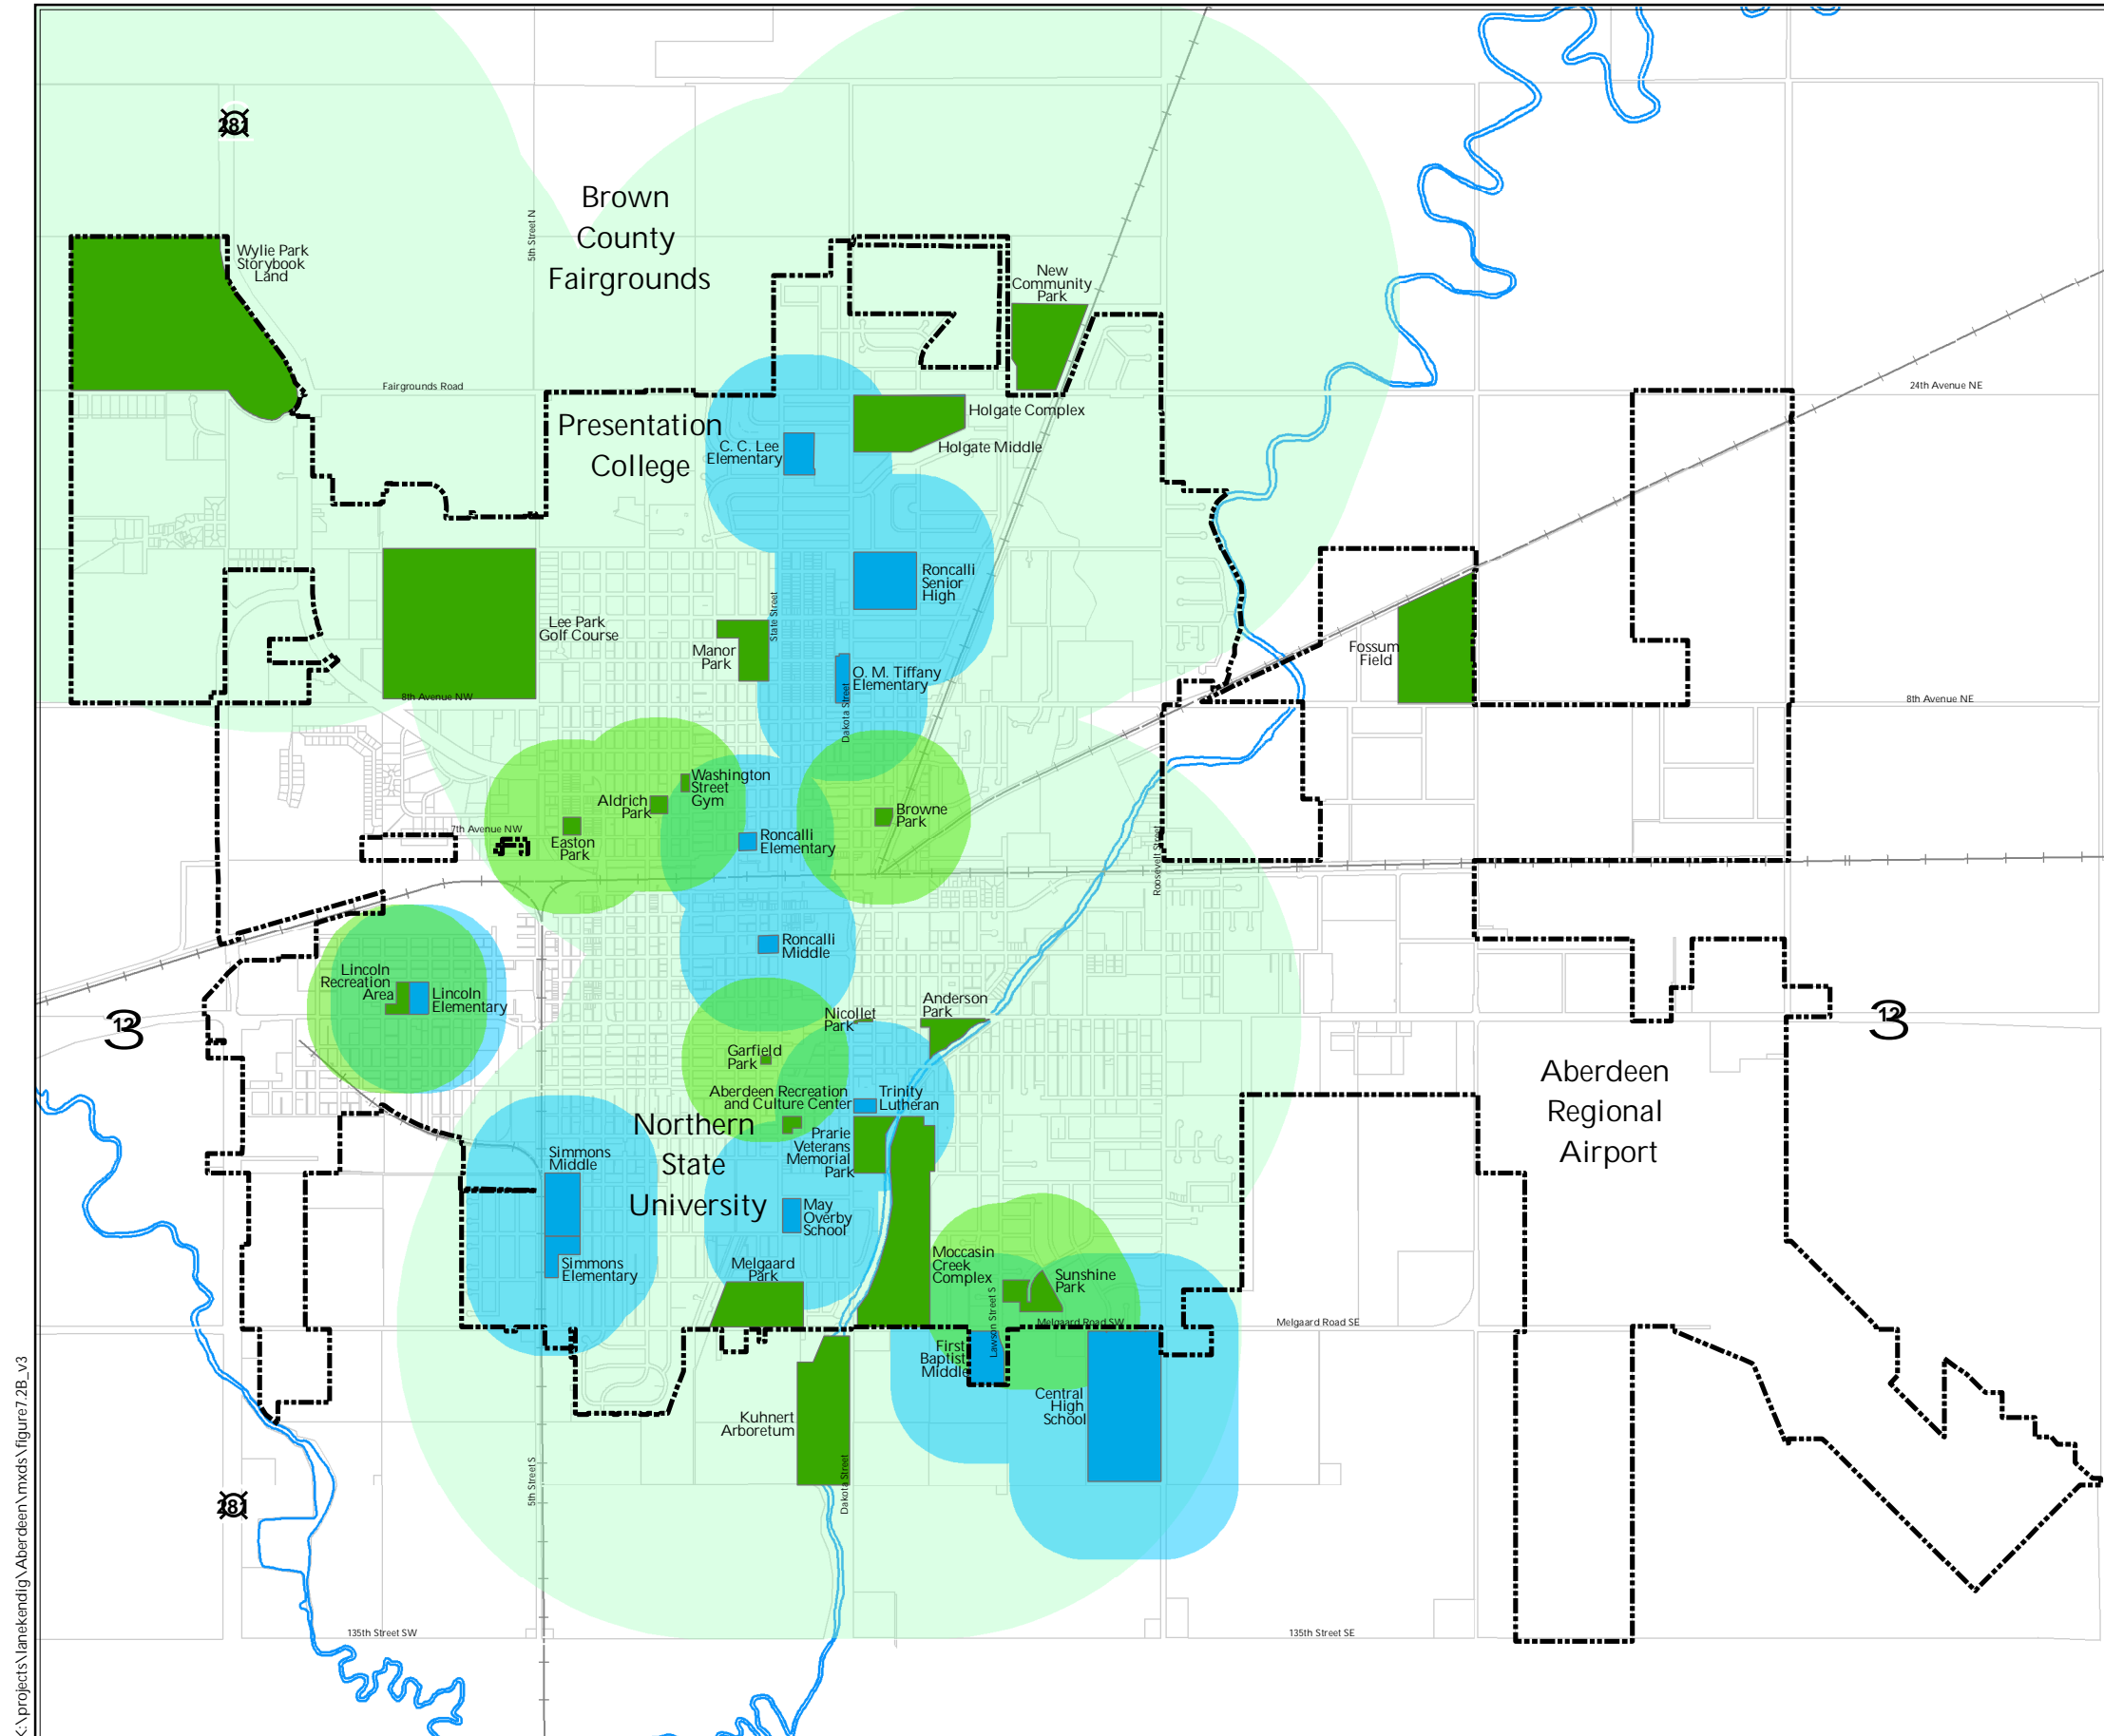 281
Brown
County
Fairgrounds
5th Street N
Wylie Park
Storybook
Land
New
Community
Park
Fairgrounds Road
24th Avenue NE
Holgate Complex
Presentation
College
C. C. Lee
Elementary
Holgate Middle
Roncalli
Senior
High
State Street
Lee Park
Golf Course
Manor
Park
Fossum
Field
O. M. Tiffany
Elementary
Dakota Street
8th Avenue NW
8th Avenue NE
Washington
Street
Gym
Aldrich
Park
Browne
Park
7th Avenue NW
Easton
Park
Roncalli
Elementary
Roosevelt Street
Roncalli
Middle
Lincoln
Recreation
Area
Lincoln
Elementary
Anderson
Park
Nicollet
Park
12
12
Garfield
Park
Aberdeen
Regional
Airport
Aberdeen Recreation
and Culture Center
Trinity
Lutheran
Northern
State
University
Prarie
Veterans
Memorial
Park
Simmons
Middle
May
Overby
School
Simmons
Elementary
Melgaard
Park
Moccasin
Creek
Complex
Sunshine
Park
Lawson Street S
Melgaard Road SW
Melgaard Road SE
First
Baptist
Middle
Central
High
School
Kuhnert
Arboretum
5th Street S
Dakota Street
281
135th Street SW
135th Street SE
K:\projects\lanekendig\Aberdeen\mxds\figure7.2B_v3